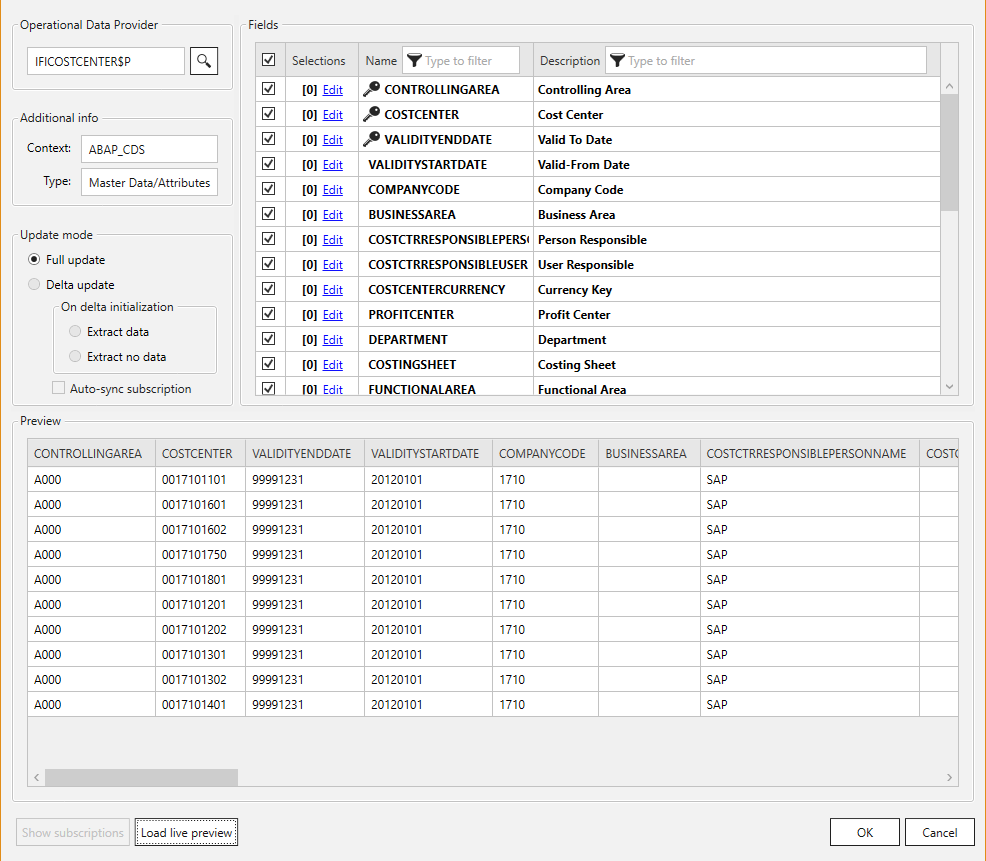 Operational Data Provider
IFICOSTCENTER$P
Additional info
Context: ABAP_CDS
Type: Master Data/Attributes
Update mode
Full update
Delta update
On delta initialization
Extract data
Extract no data
Auto-sync subscription
Fields
Selections Name Type to filter Description Type to filter
[0] Edit CONTROLLINGAREA Controlling Area
[0] Edit COSTCENTER Cost Center
[0] Edit VALIDITYENDDATE Valid To Date
[0] Edit VALIDITYSTARTDATE Valid-From Date
[0] Edit COMPANYCODE Company Code
[0] Edit BUSINESSAREA Business Area
[0] Edit COSTCTRRESPONSIBLEPERSO Person Responsible
[0] Edit COSTCTRRESPONSIBLEUSER User Responsible
[0] Edit COSTCENTERCURRENCY Currency Key
[0] Edit PROFITCENTER Profit Center
[0] Edit DEPARTMENT Department
[0] Edit COSTINGSHEET Costing Sheet
[0] Edit FUNCTIONALAREA Functional Area
Preview
CONTROLLINGAREA COSTCENTER VALIDITYENDDATE VALIDITYSTARTDATE COMPANYCODE BUSINESSAREA COSTCTRRESPONSIBLEPERSONNAME COSTC
A000 0017101101 99991231 20120101 1710 SAP
A000 0017101601 99991231 20120101 1710 SAP
A000 0017101602 99991231 20120101 1710 SAP
A000 0017101750 99991231 20120101 1710 SAP
A000 0017101801 99991231 20120101 1710 SAP
A000 0017101201 99991231 20120101 1710 SAP
A000 0017101202 99991231 20120101 1710 SAP
A000 0017101301 99991231 20120101 1710 SAP
A000 0017101302 99991231 20120101 1710 SAP
A000 0017101401 99991231 20120101 1710 SAP
Show subscriptions Load live preview OK Cancel